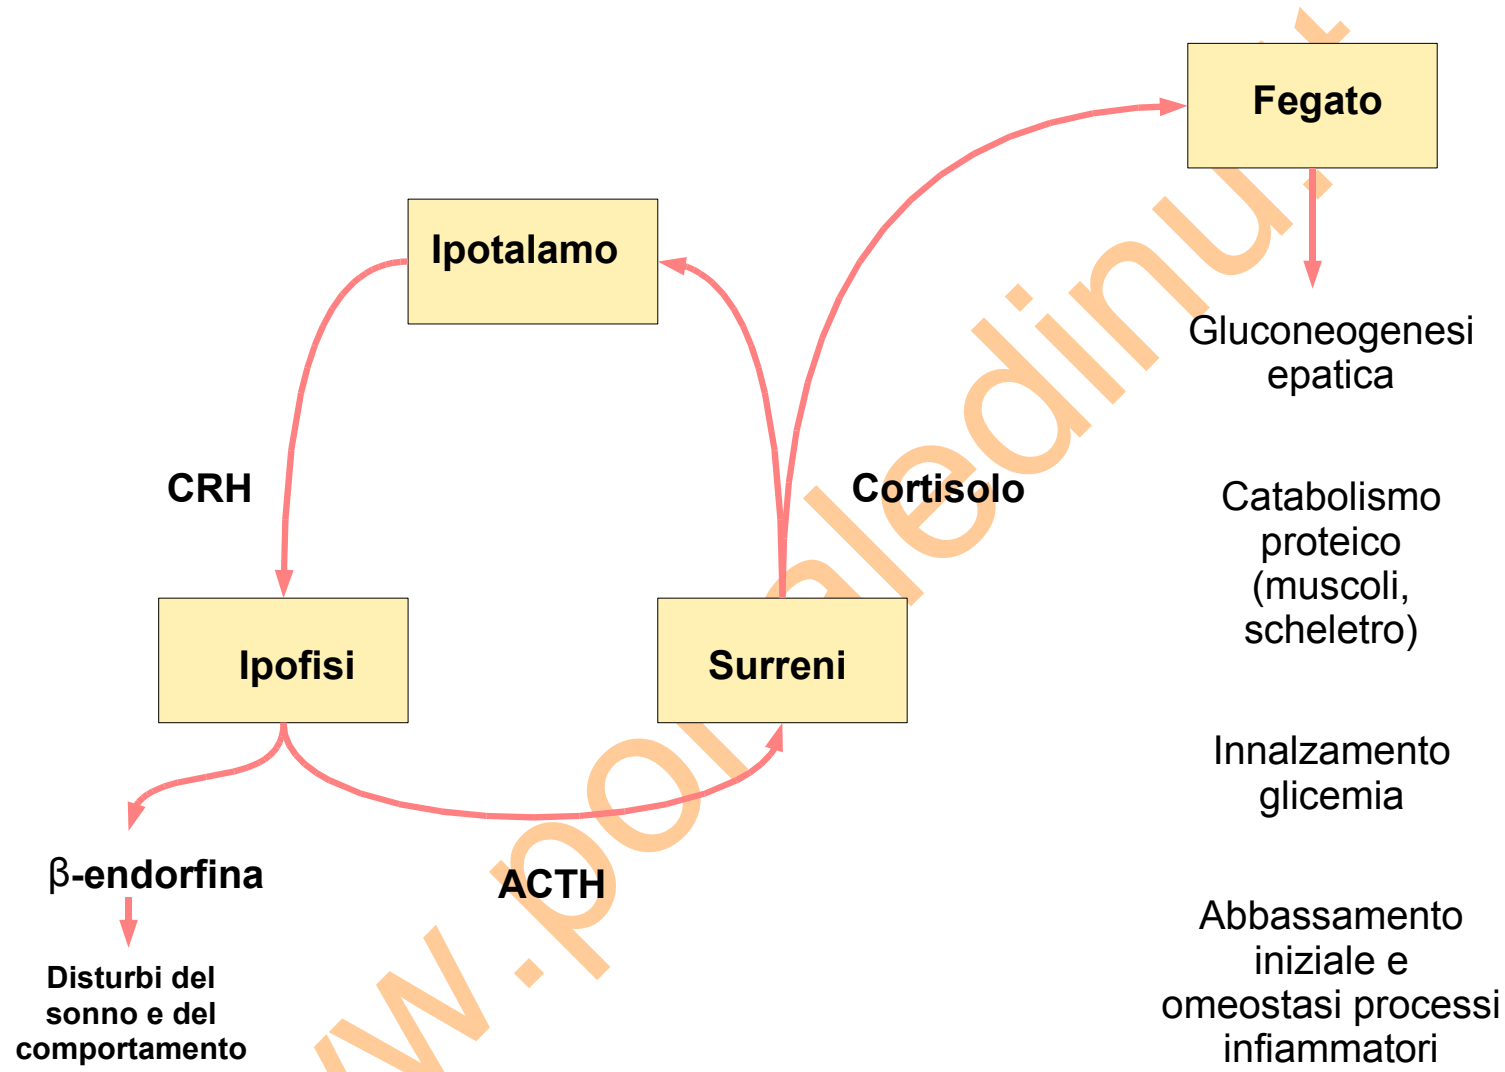 Fegato
Ipotalamo
Gluconeogenesi
epatica
CRH
Cortisolo
Catabolismo
proteico
(muscoli,
scheletro)
Ipofisi
Surreni
Innalzamento
glicemia
β-endorfina
ACTH
Disturbi del
sonno e del
comportamento
Abbassamento
iniziale e
omeostasi processi
infiammatori